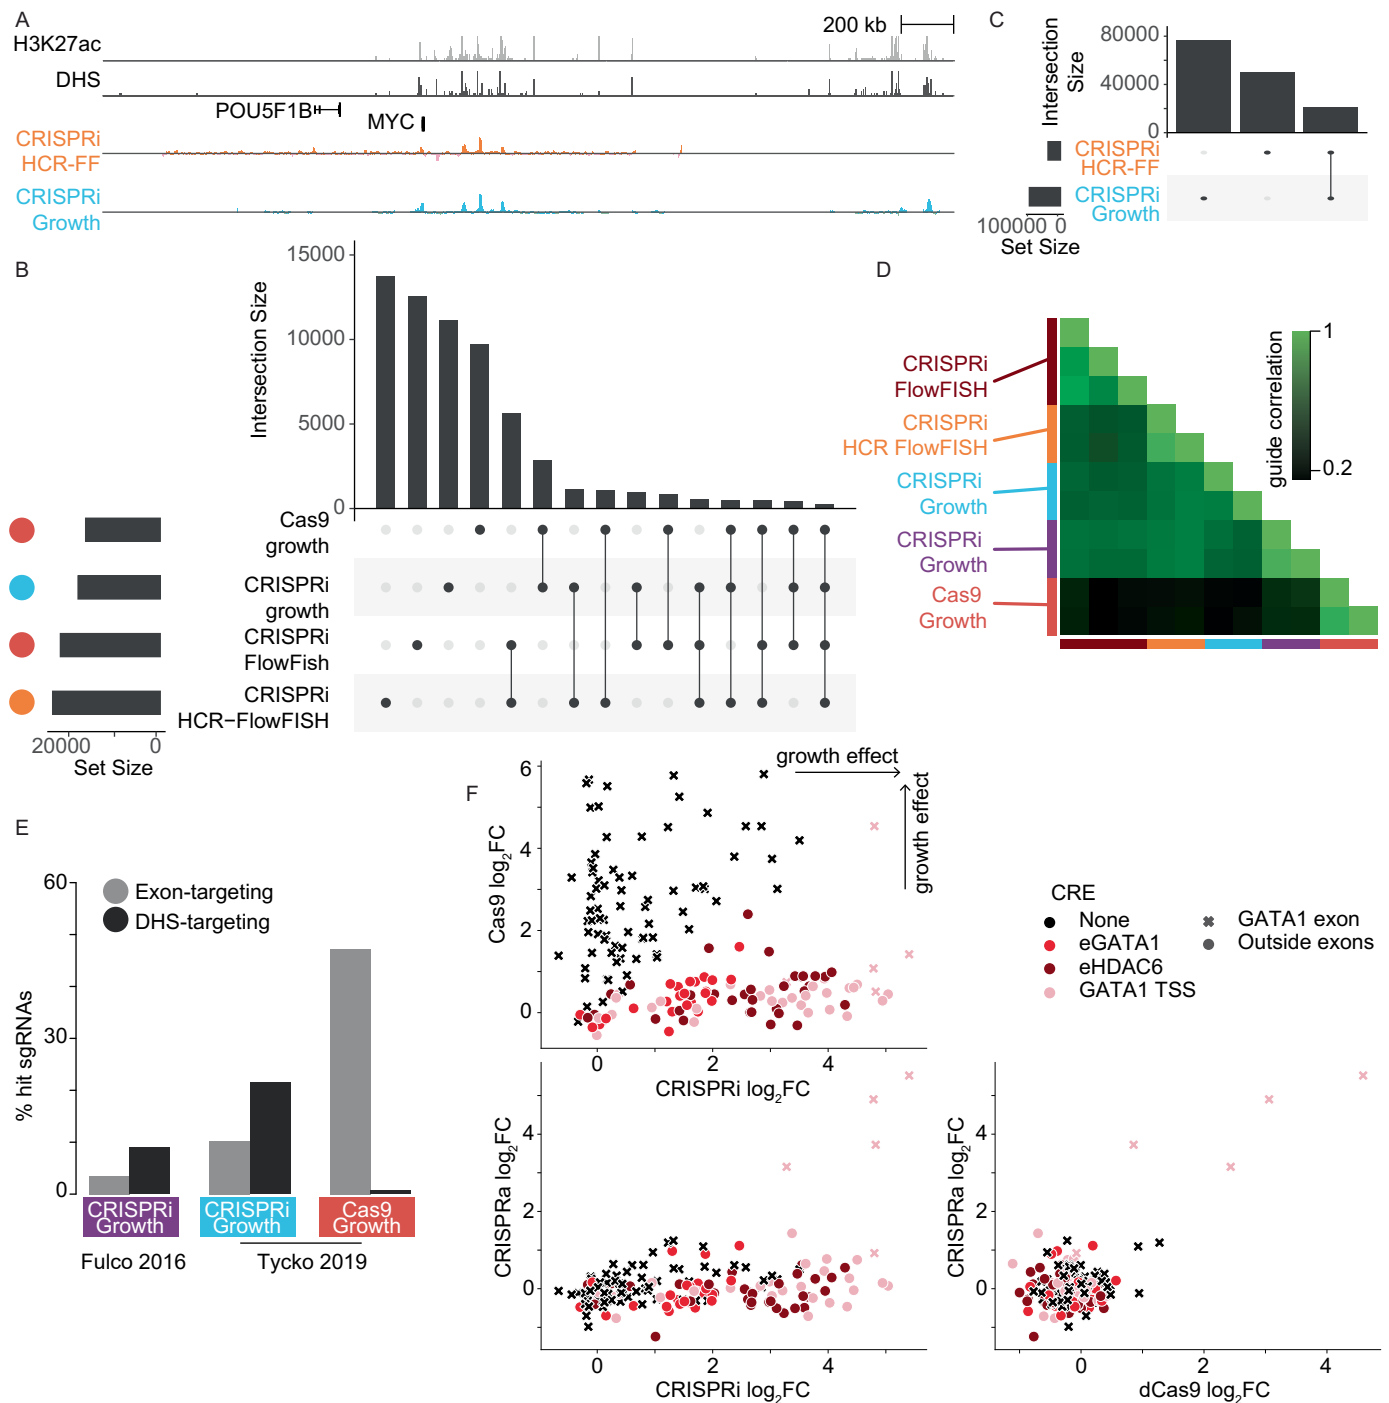 A
H3K27ac
DHS
200 kb
POU5F1B
MYC
CRISPRi
HCR-FF
CRISPRi
Growth
C
Intersection
Size
80000
40000
0
CRISPRi
HCR-FF
CRISPRi
Growth
100000 0
Set Size
B
Intersection Size
15000
10000
5000
0
Cas9
growth
CRISPRi
growth
CRISPRi
FlowFish
CRISPRi
HCR−FlowFISH
20000 0
Set Size
D
CRISPRi
FlowFISH
CRISPRi
HCR FlowFISH
CRISPRi
Growth
CRISPRi
Growth
Cas9
Growth
guide correlation
1
0.2
E
% hit sgRNAs
60
30
0
Exon-targeting
DHS-targeting
CRISPRi
Growth
CRISPRi
Growth
Cas9
Growth
Fulco 2016
Tycko 2019
F
growth effect
growth effect
Cas9 log2FC
6
4
2
0
0 2 4
CRISPRi log2FC
CRE
None
eGATA1
eHDAC6
GATA1 TSS
GATA1 exon
Outside exons
CRISPRa log2FC
4
2
0
0 2 4
CRISPRi log2FC
CRISPRa log2FC
4
2
0
0 2 4
dCas9 log2FC